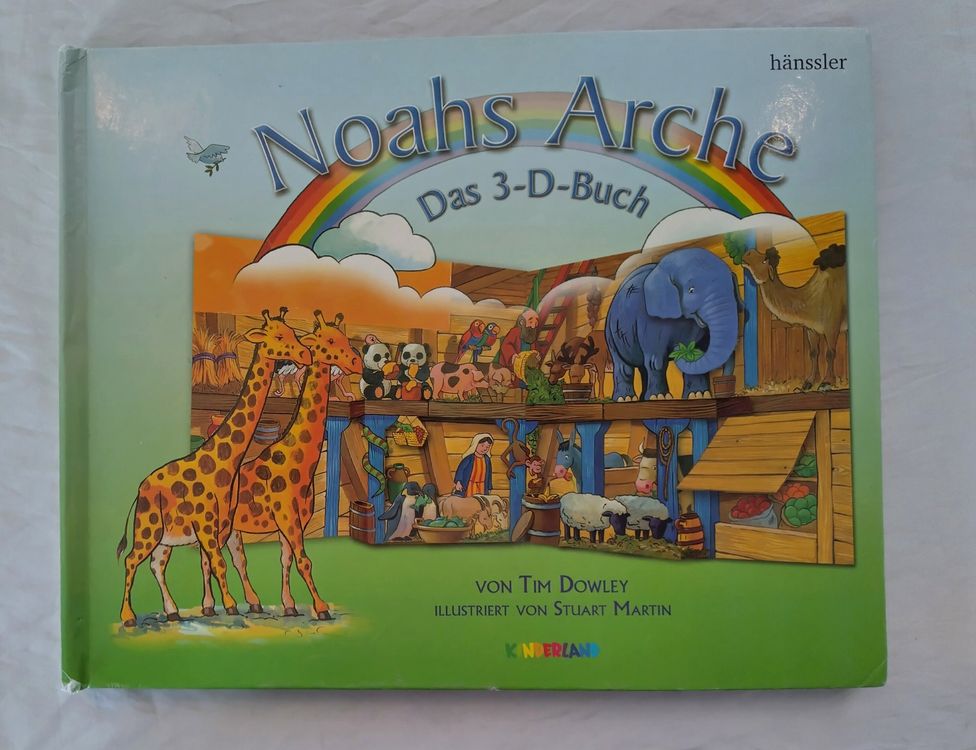 hänssler
Noahs Arche
Das 3-D-Buch
VON TIM DOWLEY
ILLUSTRIERT VON STUART MARTIN
KINDERLAND